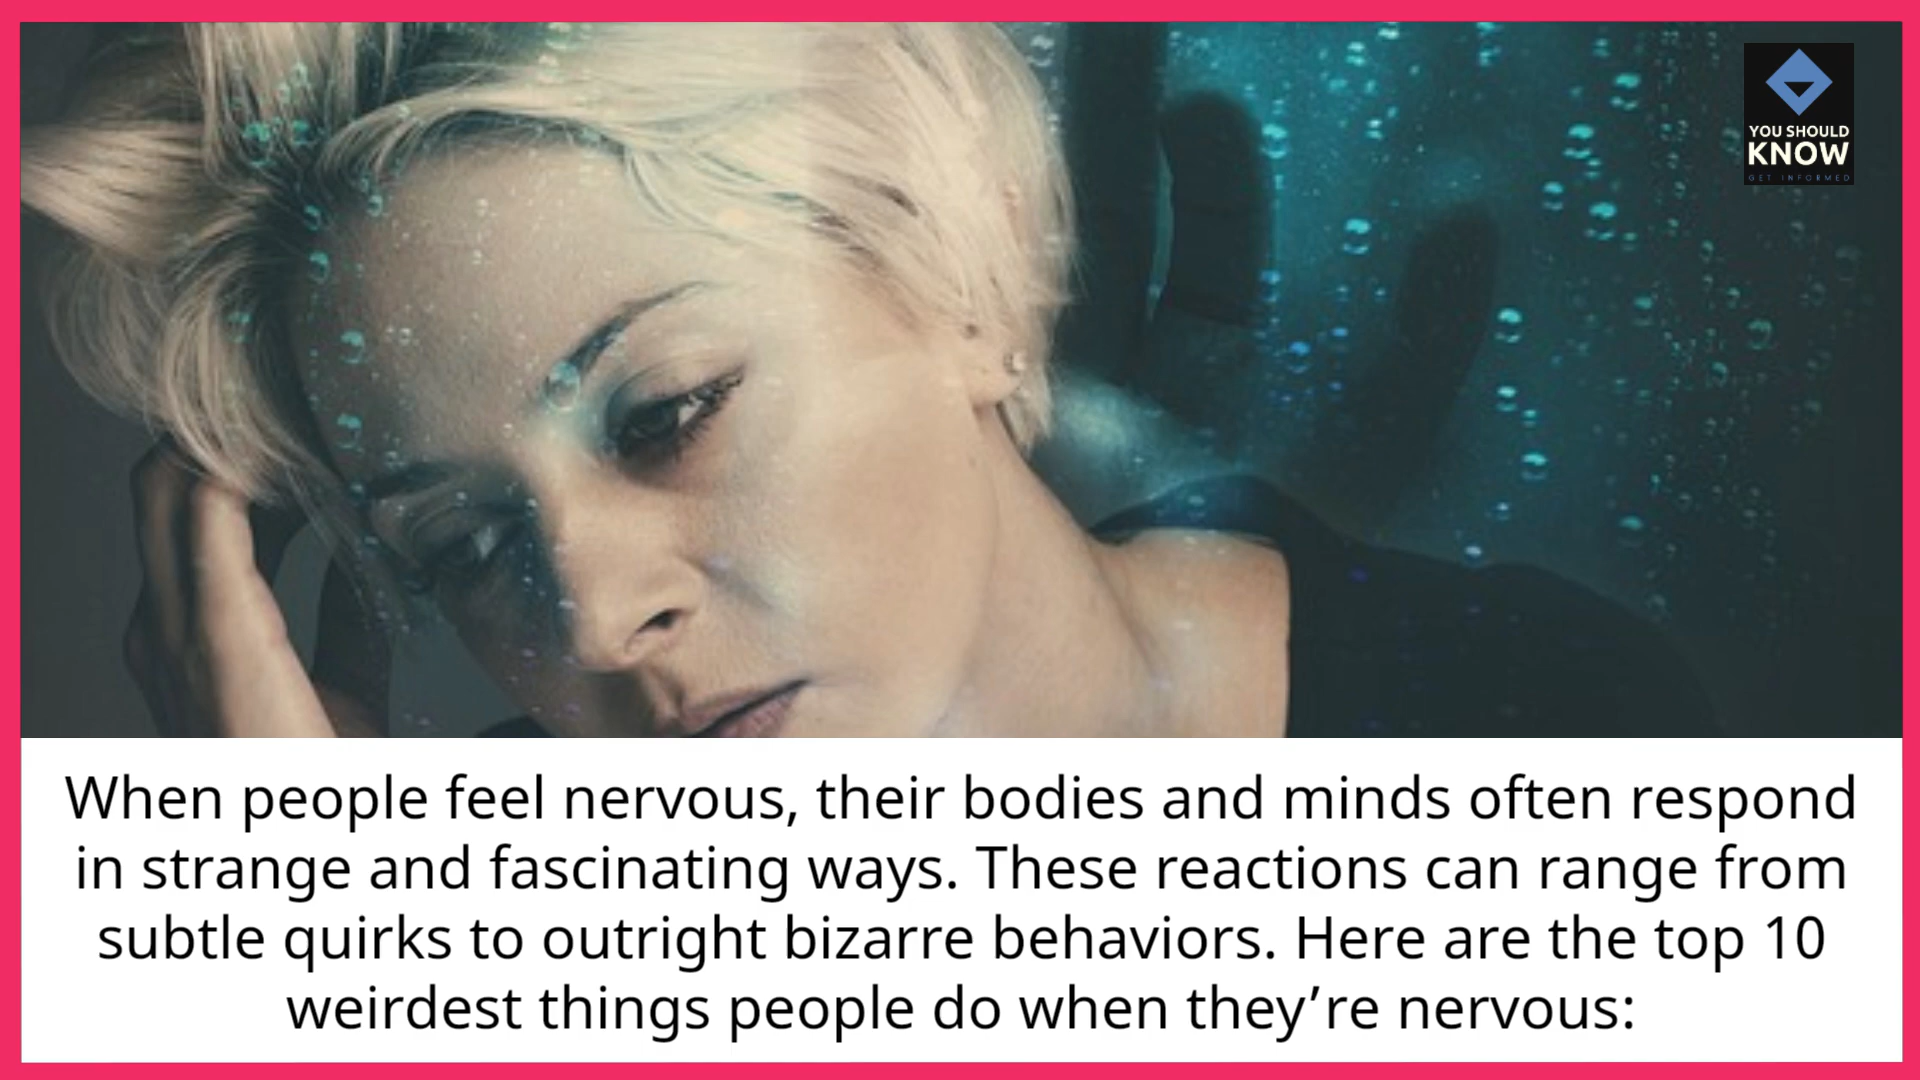 YOU SHOULD
KNOW
GET INFORMED
When people feel nervous, their bodies and minds often respond
in strange and fascinating ways. These reactions can range from
subtle quirks to outright bizarre behaviors. Here are the top 10
weirdest things people do when they’re nervous: